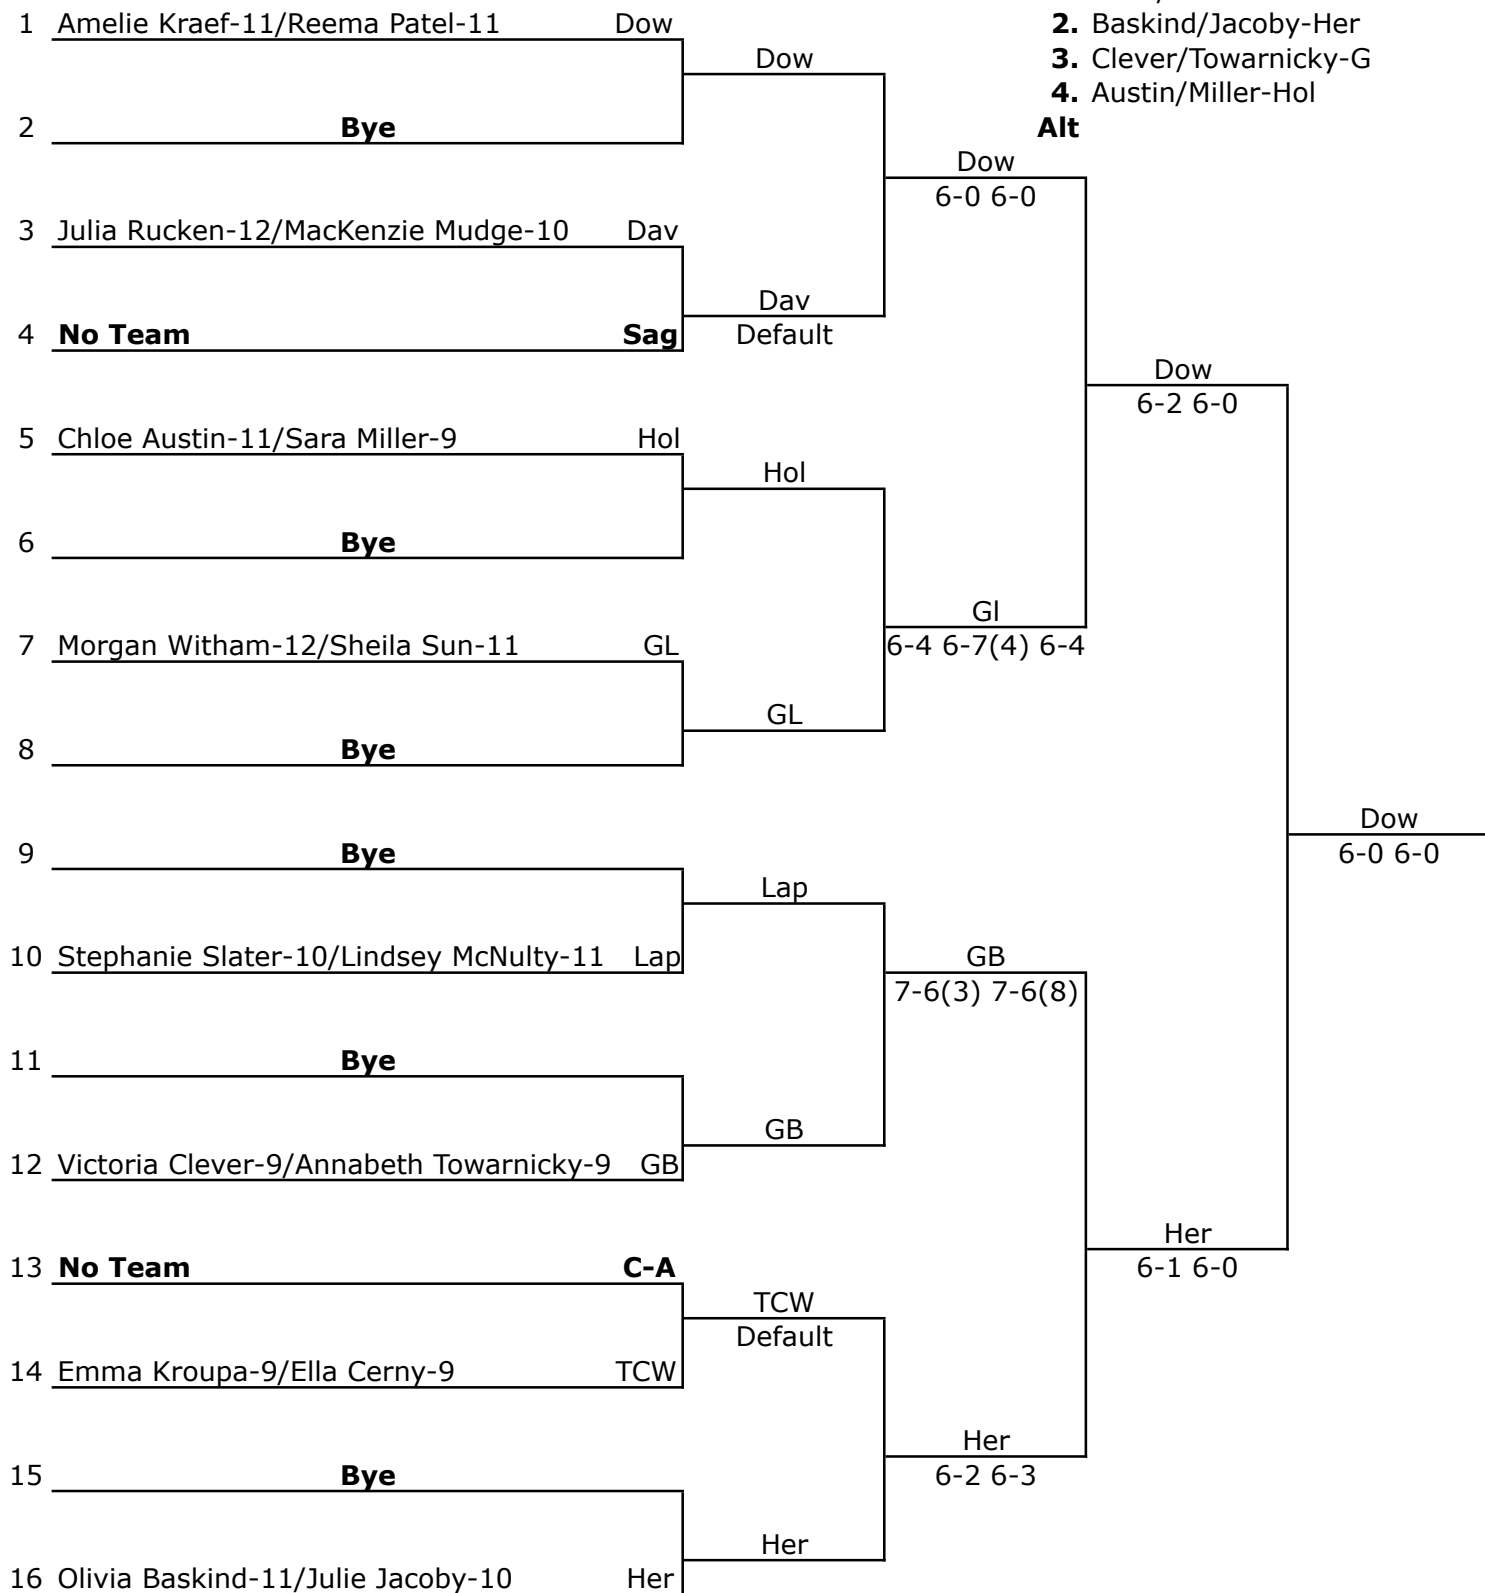 1 Amelie Kraef-11/Reema Patel-11 Dow
2. Baskind/Jacoby-Her
Dow
3. Clever/Towarnicky-G
4. Austin/Miller-Hol
2 Bye
Alt
Dow
6-0 6-0
3 Julia Rucken-12/MacKenzie Mudge-10 Dav
Dav
4 No Team Sag
Default
Dow
6-2 6-0
5 Chloe Austin-11/Sara Miller-9 Hol
Hol
6 Bye
Gl
6-4 6-7(4) 6-4
7 Morgan Witham-12/Sheila Sun-11 GL
GL
8 Bye
Dow
6-0 6-0
9 Bye
Lap
10 Stephanie Slater-10/Lindsey McNulty-11 Lap
GB
7-6(3) 7-6(8)
11 Bye
GB
12 Victoria Clever-9/Annabeth Towarnicky-9 GB
Her
6-1 6-0
13 No Team C-A
TCW
Default
14 Emma Kroupa-9/Ella Cerny-9 TCW
Her
6-2 6-3
15 Bye
Her
16 Olivia Baskind-11/Julie Jacoby-10 Her